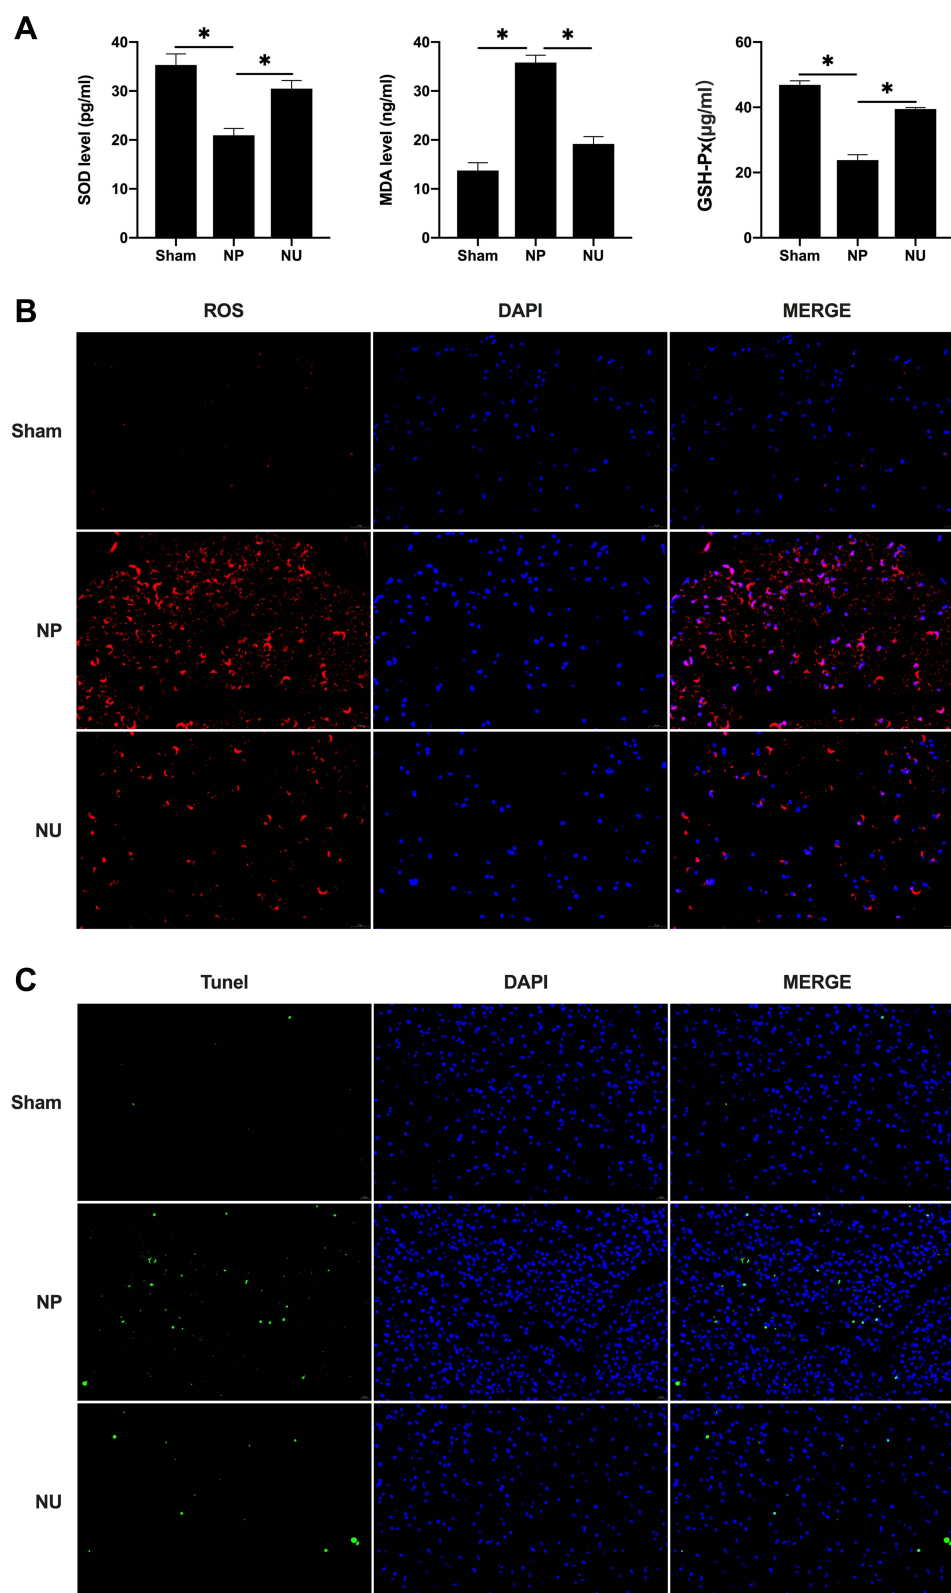 A
SOD level (pg/ml)
40
30
20
10
0
*
*
Sham NP NU
MDA level (ng/ml)
40
30
20
10
0
* *
Sham NP NU
GSH-Px(μg/ml)
60
40
20
0
*
*
Sham NP NU
B
ROS DAPI MERGE
Sham
NP
NU
C
Tunel DAPI MERGE
Sham
NP
NU